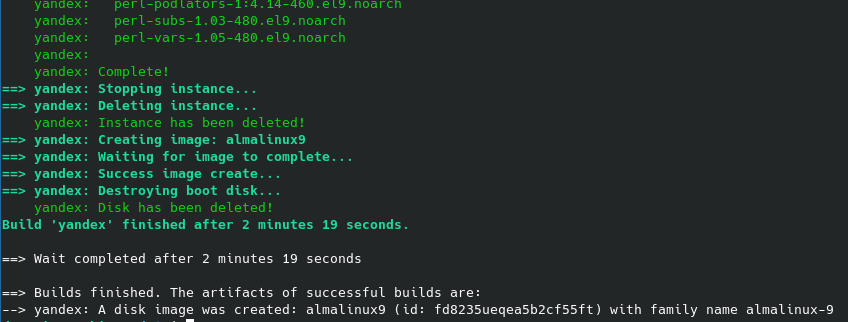 yandex:   perl-podlators-1:4.14-460.el9.noarch
yandex:   perl-subs-1.03-480.el9.noarch
yandex:   perl-vars-1.05-480.el9.noarch
yandex:
yandex: Complete!
==> yandex: Stopping instance...
==> yandex: Deleting instance...
yandex: Instance has been deleted!
==> yandex: Creating image: almalinux9
==> yandex: Waiting for image to complete...
==> yandex: Success image create...
==> yandex: Destroying boot disk...
yandex: Disk has been deleted!
Build 'yandex' finished after 2 minutes 19 seconds.
==> Wait completed after 2 minutes 19 seconds
==> Builds finished. The artifacts of successful builds are:
--> yandex: A disk image was created: almalinux9 (id: fd8235ueqea5b2cf55ft) with family name almalinux-9